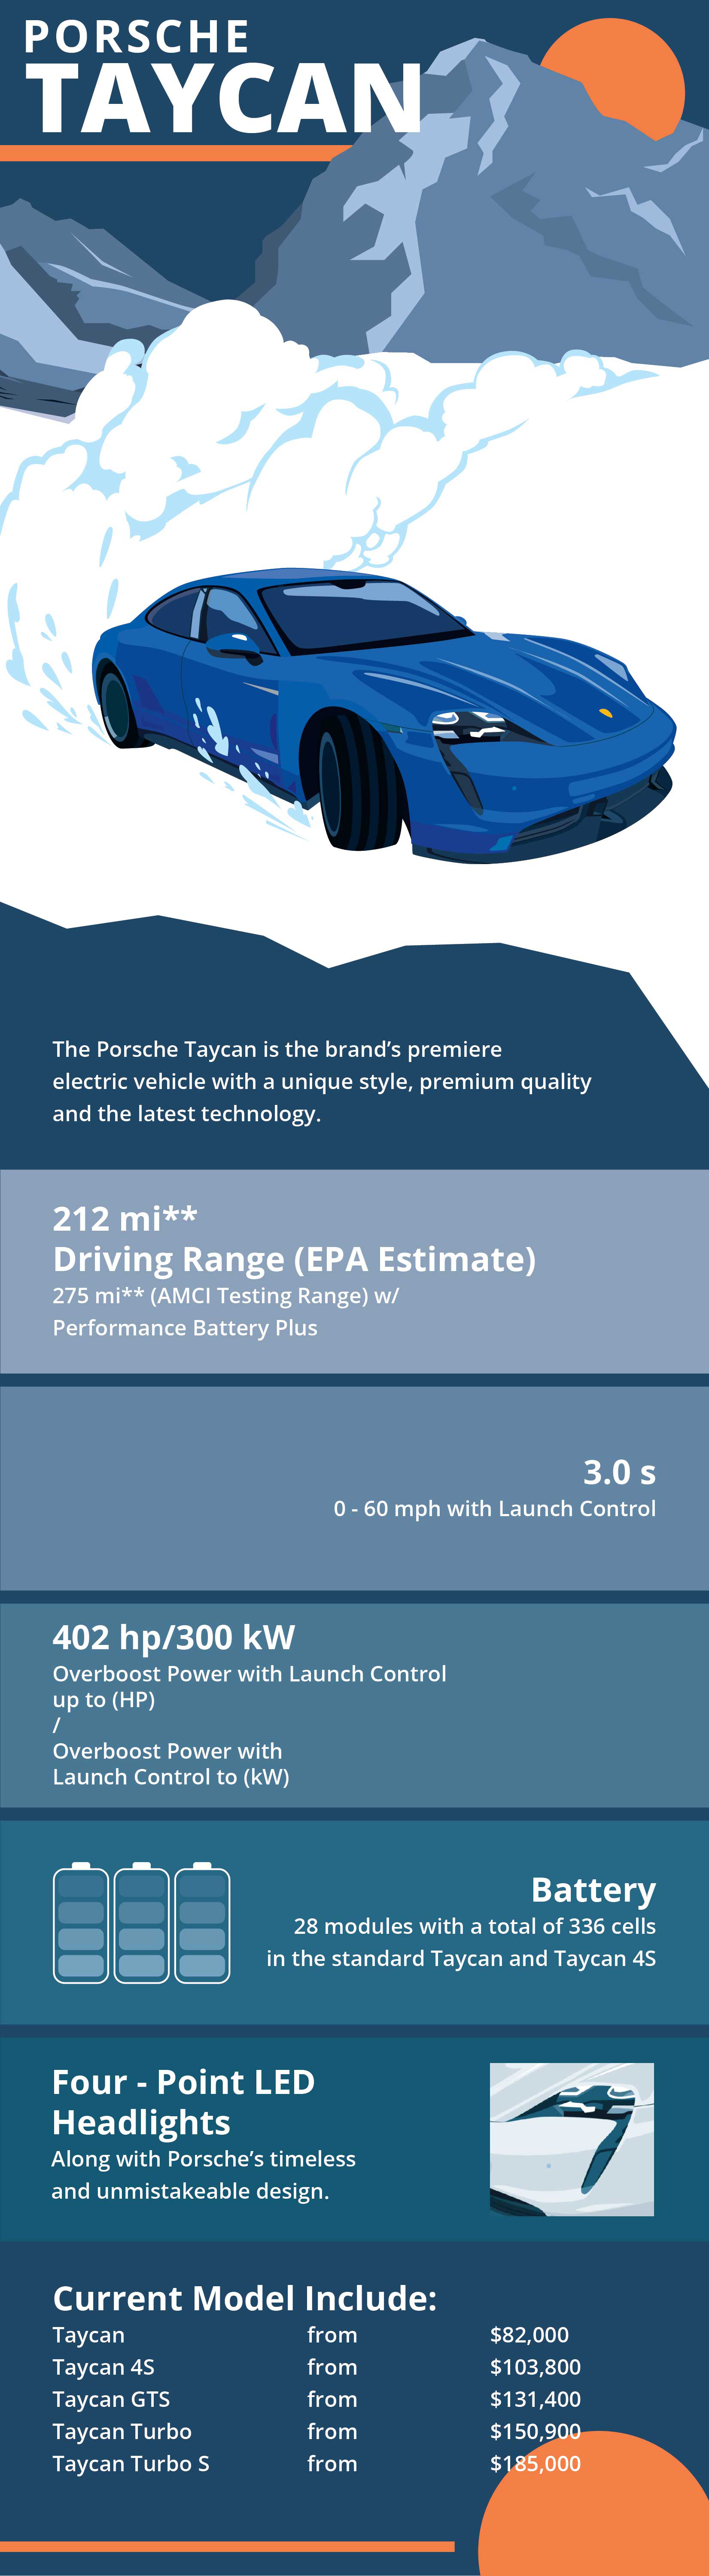 PORSCHE
TAYCAN
The Porsche Taycan is the brand’s premiere
electric vehicle with a unique style, premium quality
and the latest technology.
212 mi**
Driving Range (EPA Estimate)
275 mi** (AMCI Testing Range) w/
Performance Battery Plus
3.0 s
0 - 60 mph with Launch Control
402 hp/300 kW
Overboost Power with Launch Control
up to (HP)
/
Overboost Power with
Launch Control to (kW)
Battery
28 modules with a total of 336 cells
in the standard Taycan and Taycan 4S
Four - Point LED
Headlights
Along with Porsche’s timeless
and unmistakeable design.
Current Model Include:
Taycan from $82,000
Taycan 4S from $103,800
Taycan GTS from $131,400
Taycan Turbo from $150,900
Taycan Turbo S from $185,000